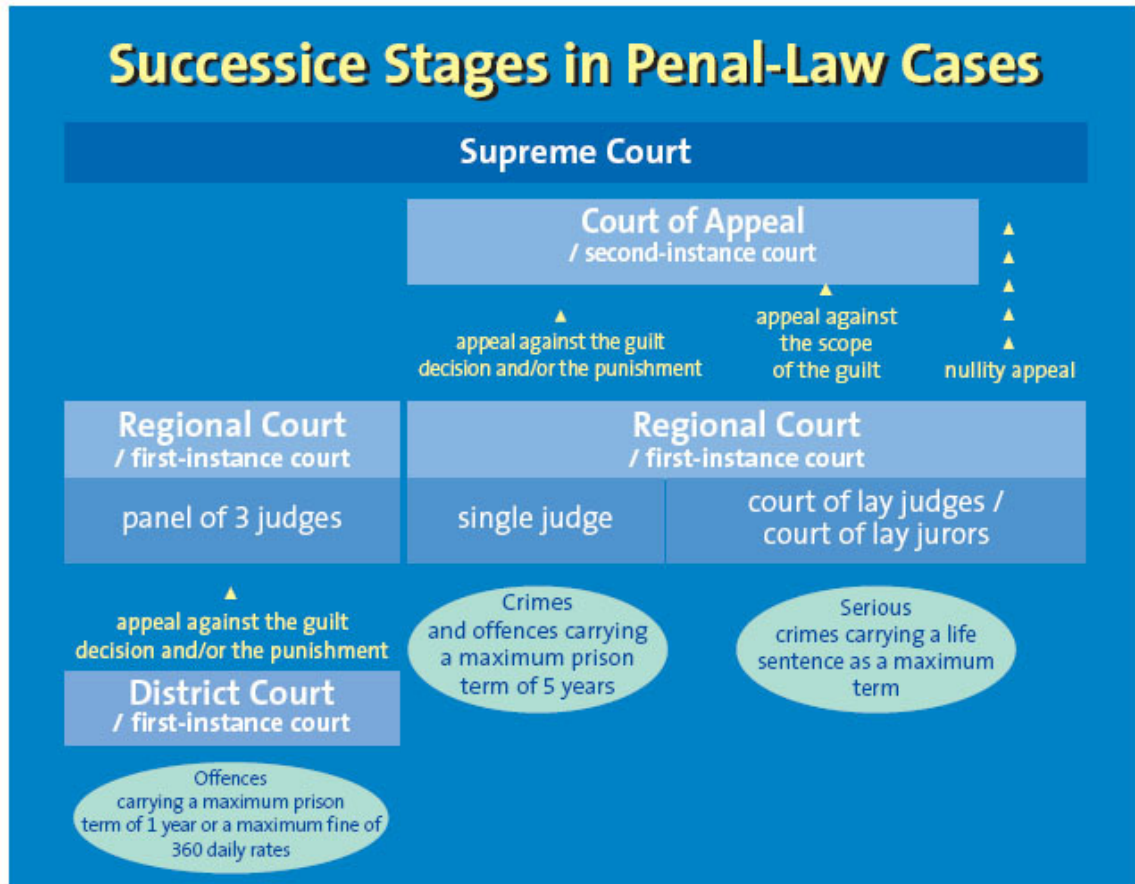 Successice Stages in Penal-Law Cases
Supreme Court
Court of Appeal
/ second-instance court
appeal against the guilt
decision and/or the punishment
appeal against
the scope
of the guilt
nullity appeal
Regional Court
/ first-instance court
panel of 3 judges
Regional Court
/ first-instance court
single judge
court of lay judges /
court of lay jurors
appeal against the guilt
decision and/or the punishment
Crimes
and offences carrying
a maximum prison
term of 5 years
Serious
crimes carrying a life
sentence as a maximum
term
District Court
/ first-instance court
Offences
carrying a maximum prison
term of 1 year or a maximum fine of
360 daily rates